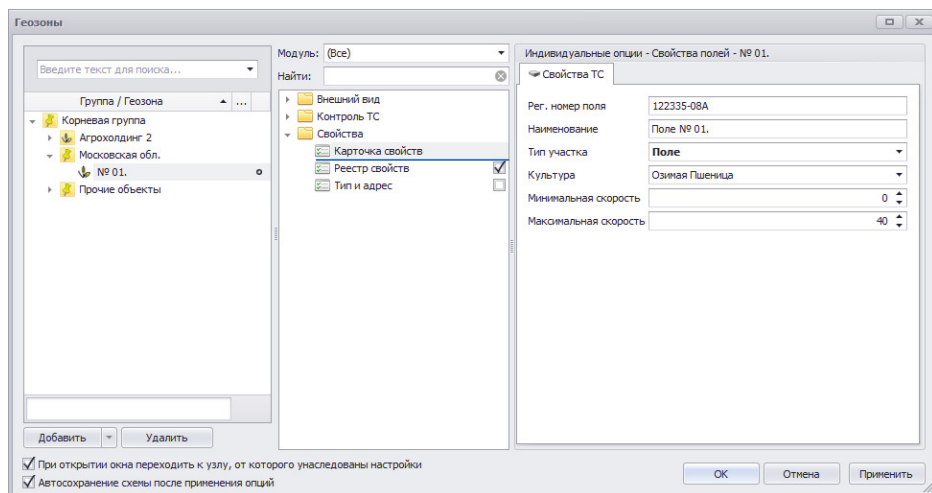 Геозоны
Введите текст для поиска...
Группа / Геозона ...
Корневая группа
Агрохолдинг 2
Московская обл.
№ 01.
Прочие объекты
Добавить Удалить
Модуль: (Все)
Найти:
Внешний вид
Контроль ТС
Свойства
Карточка свойств
Реестр свойств
Тип и адрес
Индивидуальные опции - Свойства полей - № 01.
Свойства ТС
Рег. номер поля 122335-08А
Наименование Поле № 01.
Тип участка Поле
Культура Озимая Пшеница
Минимальная скорость 0
Максимальная скорость 40
При открытии окна переходить к узлу, от которого унаследованы настройки
Автосохранение схемы после применения опций
ОК Отмена Применить